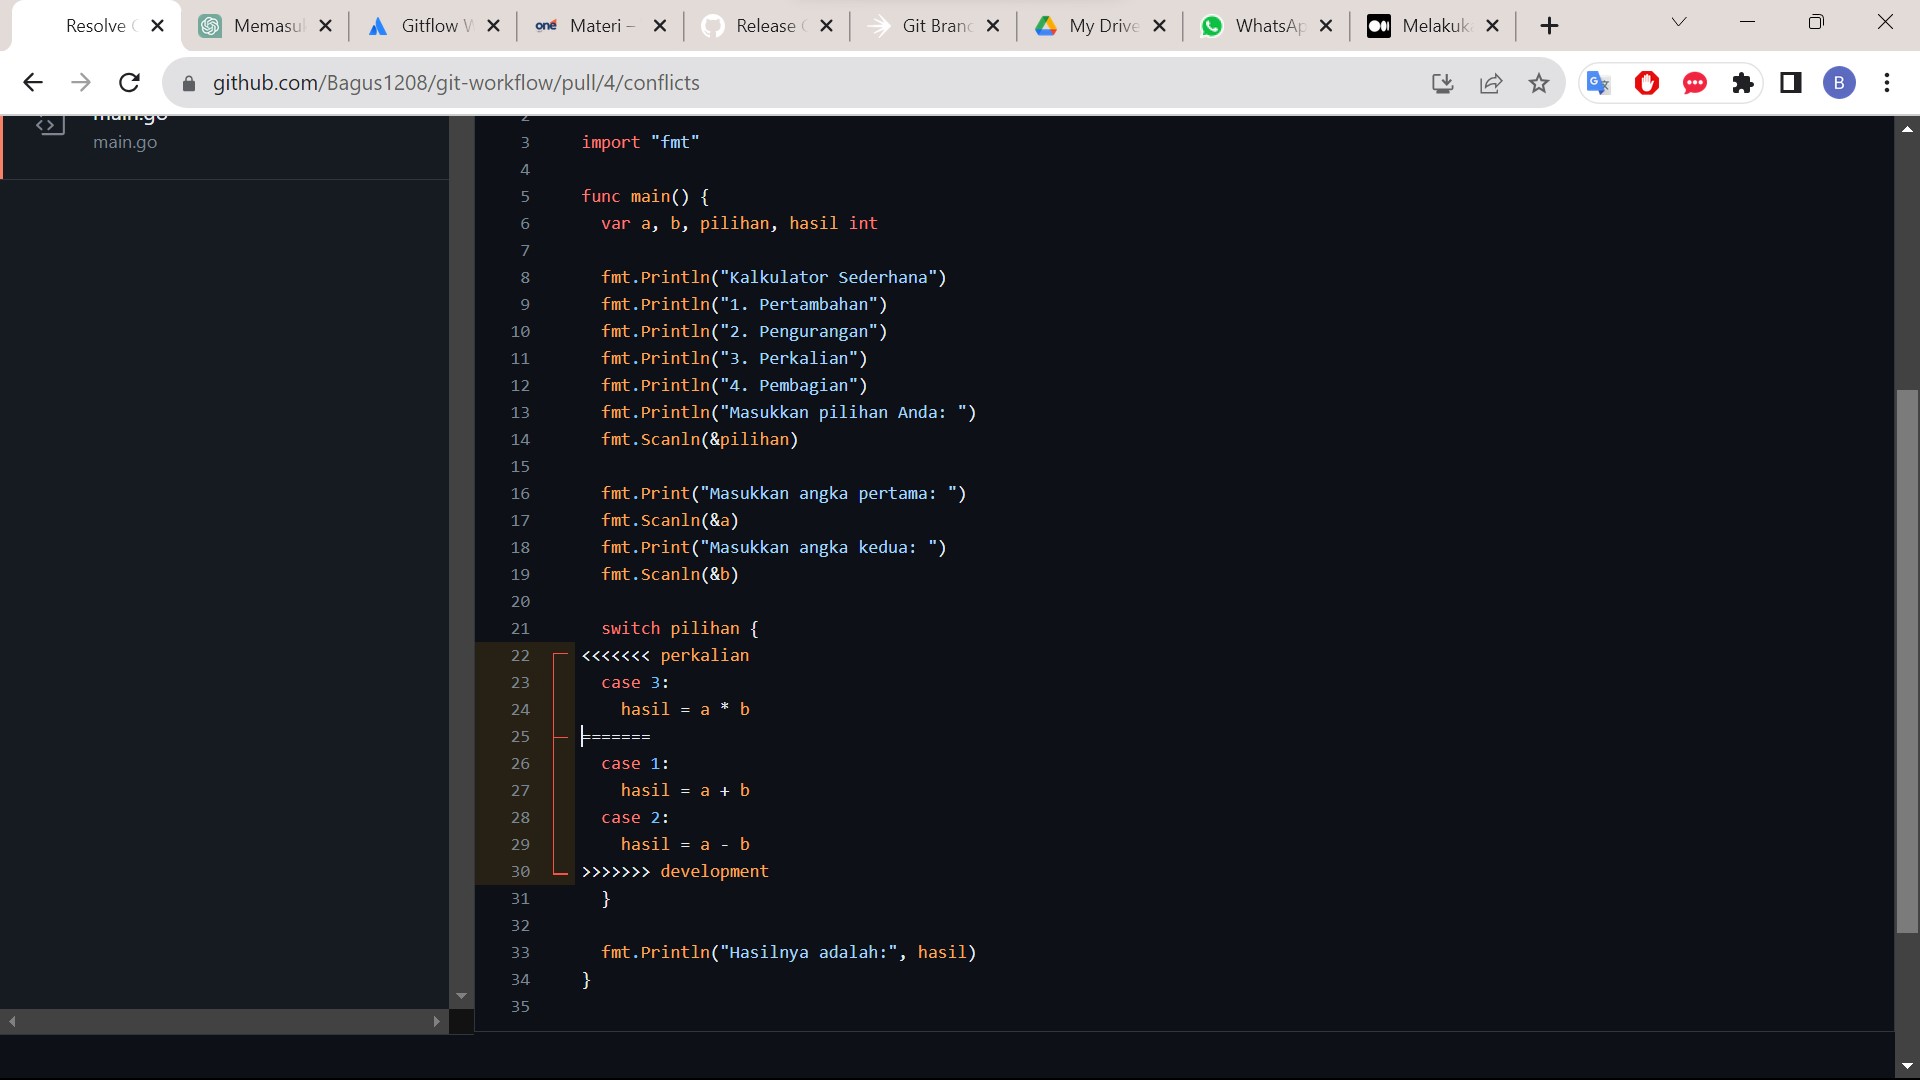 Resolve C
Memasul
Gitflow W
one Materi –
Release (
Git Branc
My Drive
WhatsAp
Melakuka
github.com/Bagus1208/git-workflow/pull/4/conflicts
B
main.go
main.go
2
3 import "fmt"
4
5 func main() {
6 var a, b, pilihan, hasil int
7
8 fmt.Println("Kalkulator Sederhana")
9 fmt.Println("1. Pertambahan")
10 fmt.Println("2. Pengurangan")
11 fmt.Println("3. Perkalian")
12 fmt.Println("4. Pembagian")
13 fmt.Println("Masukkan pilihan Anda: ")
14 fmt.Scanln(&pilihan)
15
16 fmt.Print("Masukkan angka pertama: ")
17 fmt.Scanln(&a)
18 fmt.Print("Masukkan angka kedua: ")
19 fmt.Scanln(&b)
20
21 switch pilihan {
22 <<<<<<< perkalian
23 case 3:
24 hasil = a * b
25 =======
26 case 1:
27 hasil = a + b
28 case 2:
29 hasil = a - b
30 >>>>>>> development
31 }
32
33 fmt.Println("Hasilnya adalah:", hasil)
34 }
35